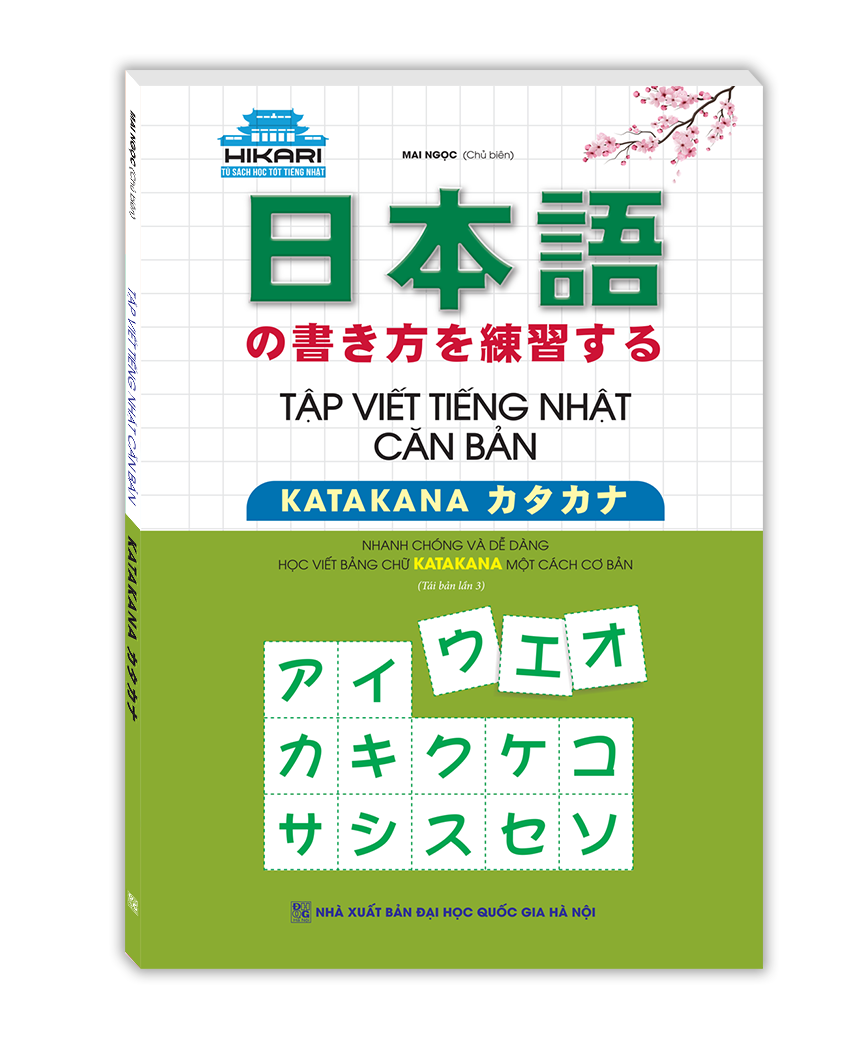 HIKARI
TỦ SÁCH HỌC TỐT TIẾNG NHẬT
MAI NGỌC (Chủ biên)
日本語
の書き方を練習する
TẬP VIẾT TIẾNG NHẬT
CĂN BẢN
KATAKANA カタカナ
NHANH CHÓNG VÀ DỄ DÀNG
HỌC VIẾT BẢNG CHỮ KATAKANA MỘT CÁCH CƠ BẢN
(Tái bản lần 3)
ア イ ウ エ オ
カ キ ク ケ コ
サ シ ス セ ソ
NHÀ XUẤT BẢN ĐẠI HỌC QUỐC GIA HÀ NỘI
MAI NGỌC (Chủ biên)
TẬP VIẾT TIẾNG NHẬT CĂN BẢN
KATAKANA カタカナ